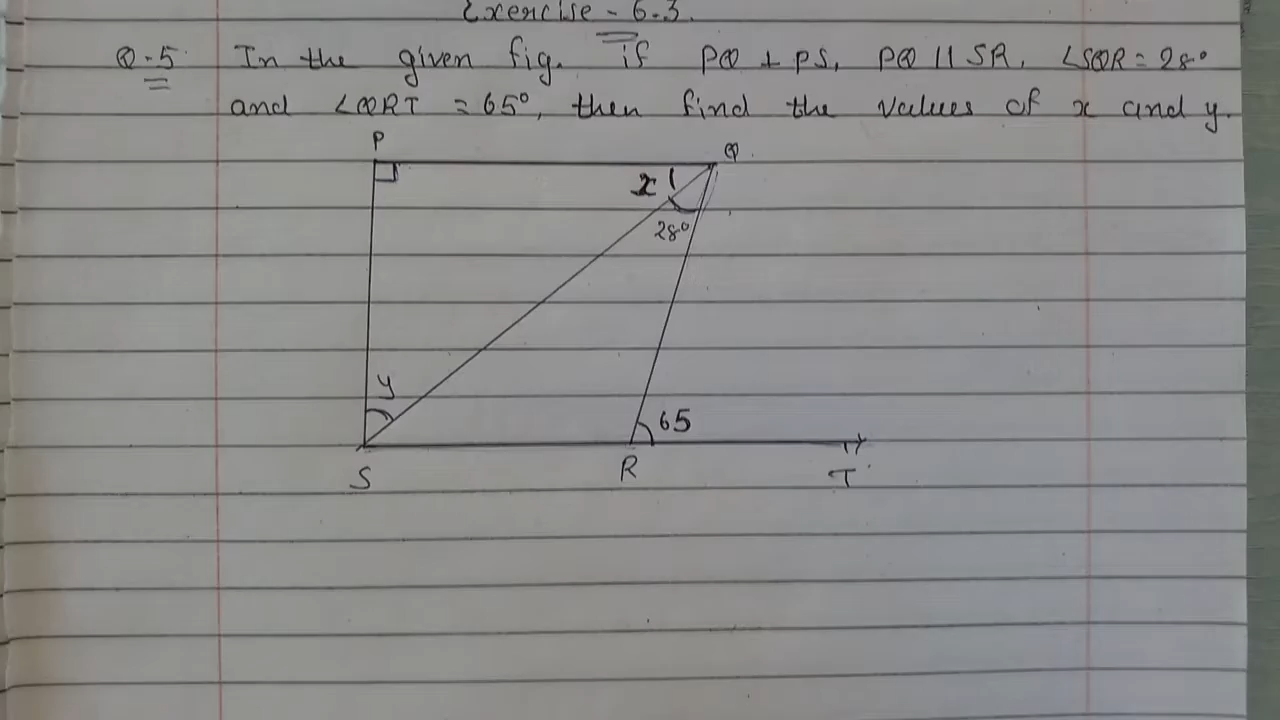 Exercise - 6.3.
Q.5 In the given fig. if PQ ⊥ PS, PQ || SR, ∠SQR = 28°
and ∠QRT = 65°, then find the values of x and y.
P Q.
x
28°
y
65
S R T